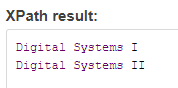 XPath result:
Digital Systems I
Digital Systems II